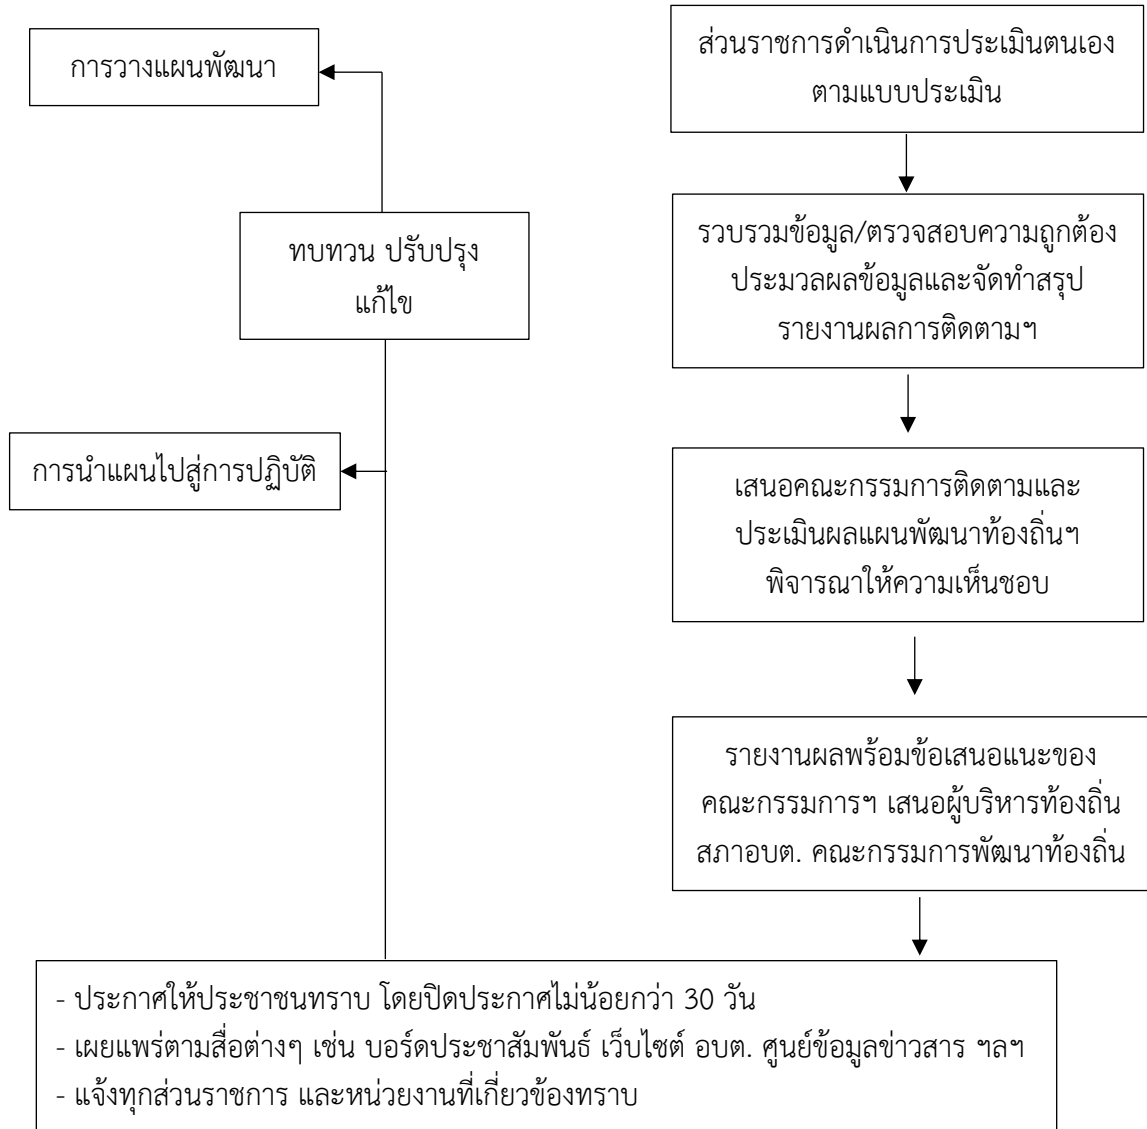 การวางแผนพัฒนา
ทบทวน ปรับปรุง
แก้ไข
การนำแผนไปสู่การปฏิบัติ
ส่วนราชการดำเนินการประเมินตนเอง
ตามแบบประเมิน
รวบรวมข้อมูล/ตรวจสอบความถูกต้อง
ประมวลผลข้อมูลและจัดทำสรุป
รายงานผลการติดตามฯ
เสนอคณะกรรมการติดตามและ
ประเมินผลแผนพัฒนาท้องถิ่นฯ
พิจารณาให้ความเห็นชอบ
รายงานผลพร้อมข้อเสนอแนะของ
คณะกรรมการฯ เสนอผู้บริหารท้องถิ่น
สภาอบต. คณะกรรมการพัฒนาท้องถิ่น
- ประกาศให้ประชาชนทราบ โดยปิดประกาศไม่น้อยกว่า 30 วัน
- เผยแพร่ตามสื่อต่างๆ เช่น บอร์ดประชาสัมพันธ์ เว็บไซต์ อบต. ศูนย์ข้อมูลข่าวสาร ฯลฯ
- แจ้งทุกส่วนราชการ และหน่วยงานที่เกี่ยวข้องทราบ